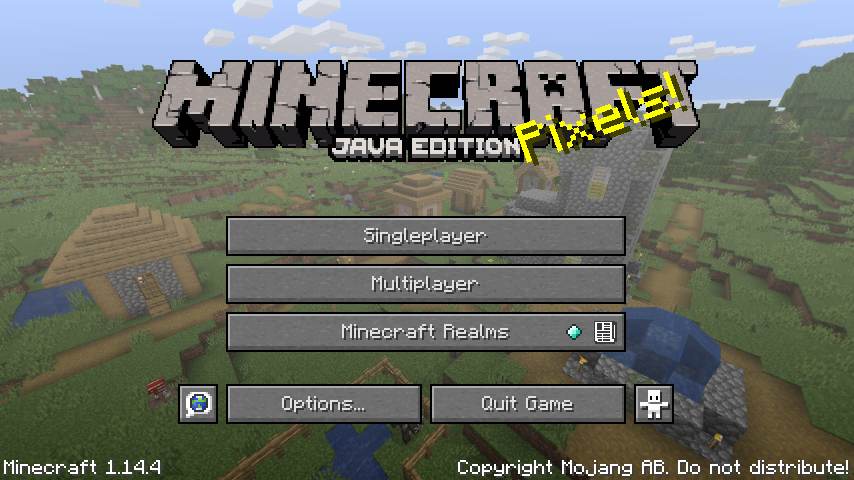 MINECRAFT
JAVA EDITION
Pixels!
Singleplayer
Multiplayer
Minecraft Realms
Options...
Quit Game
Minecraft 1.14.4
Copyright Mojang AB. Do not distribute!